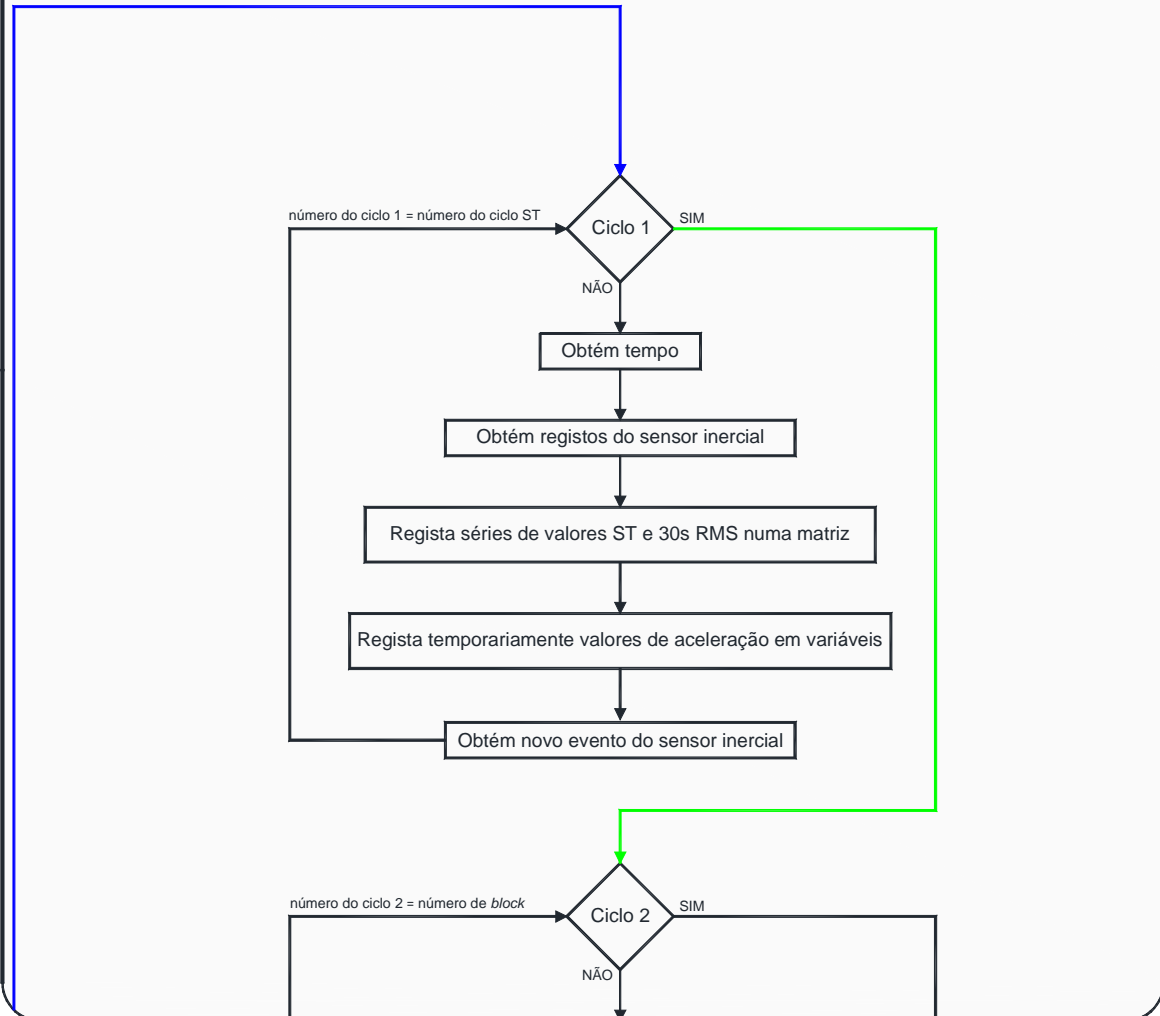 número do ciclo 1 = número do ciclo ST
Ciclo 1
SIM
NÃO
Obtém tempo
Obtém registos do sensor inercial
Regista séries de valores ST e 30s RMS numa matriz
Regista temporariamente valores de aceleração em variáveis
Obtém novo evento do sensor inercial
número do ciclo 2 = número de block
Ciclo 2
SIM
NÃO